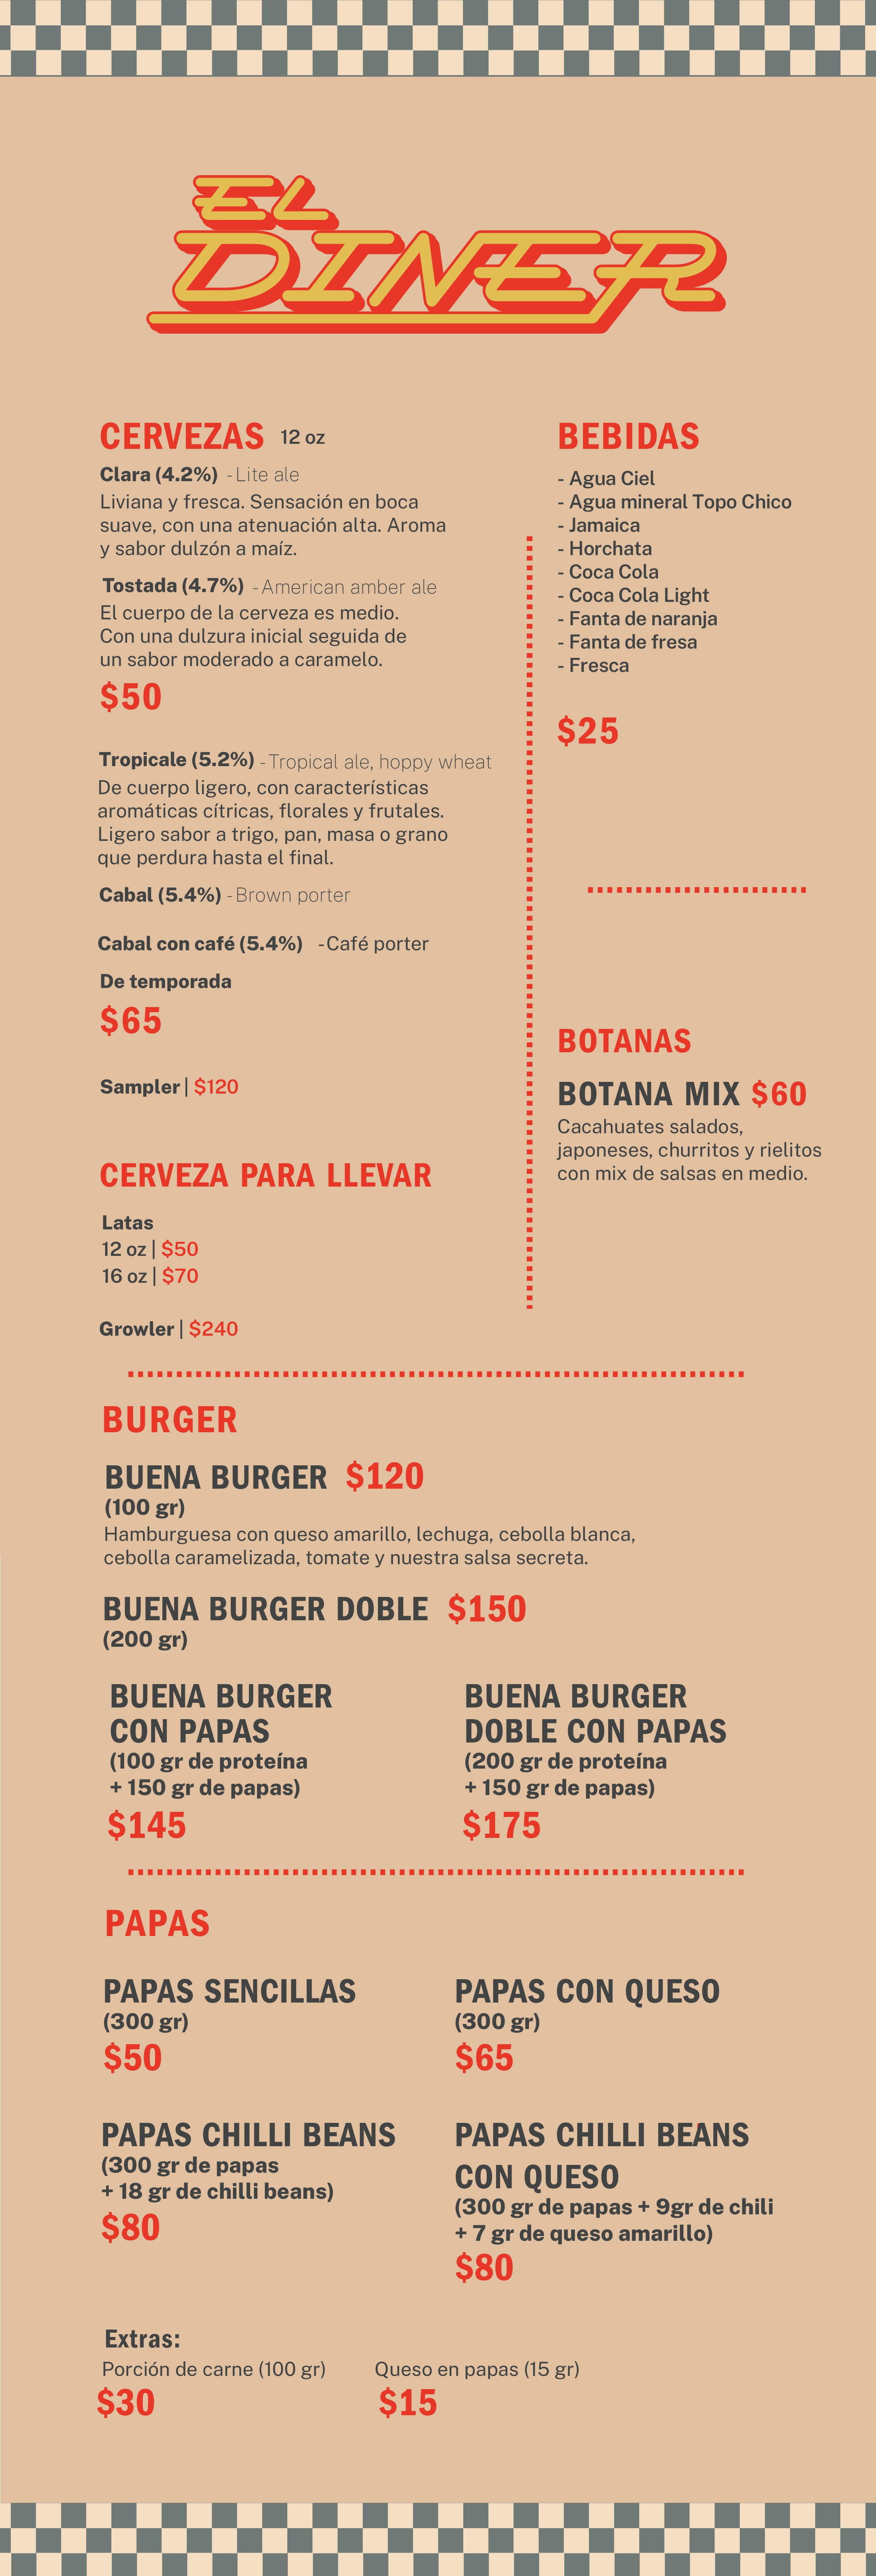 EL
DINER
CERVEZAS 12 oz
Clara (4.2%) - Lite ale
Liviana y fresca. Sensación en boca
suave, con una atenuación alta. Aroma
y sabor dulzón a maíz.
Tostada (4.7%) - American amber ale
El cuerpo de la cerveza es medio.
Con una dulzura inicial seguida de
un sabor moderado a caramelo.
$50
Tropicale (5.2%) - Tropical ale, hoppy wheat
De cuerpo ligero, con características
aromáticas cítricas, florales y frutales.
Ligero sabor a trigo, pan, masa o grano
que perdura hasta el final.
Cabal (5.4%) - Brown porter
Cabal con café (5.4%) - Café porter
De temporada
$65
Sampler | $120
CERVEZA PARA LLEVAR
Latas
12 oz | $50
16 oz | $70
Growler | $240
BEBIDAS
- Agua Ciel
- Agua mineral Topo Chico
- Jamaica
- Horchata
- Coca Cola
- Coca Cola Light
- Fanta de naranja
- Fanta de fresa
- Fresca
$25
BOTANAS
BOTANA MIX $60
Cacahuates salados,
japoneses, churritos y rielitos
con mix de salsas en medio.
BURGER
BUENA BURGER $120
(100 gr)
Hamburguesa con queso amarillo, lechuga, cebolla blanca,
cebolla caramelizada, tomate y nuestra salsa secreta.
BUENA BURGER DOBLE $150
(200 gr)
BUENA BURGER
CON PAPAS
(100 gr de proteína
+ 150 gr de papas)
$145
BUENA BURGER
DOBLE CON PAPAS
(200 gr de proteína
+ 150 gr de papas)
$175
PAPAS
PAPAS SENCILLAS
(300 gr)
$50
PAPAS CON QUESO
(300 gr)
$65
PAPAS CHILLI BEANS
(300 gr de papas
+ 18 gr de chilli beans)
$80
PAPAS CHILLI BEANS
CON QUESO
(300 gr de papas + 9gr de chili
+ 7 gr de queso amarillo)
$80
Extras:
Porción de carne (100 gr)
$30
Queso en papas (15 gr)
$15